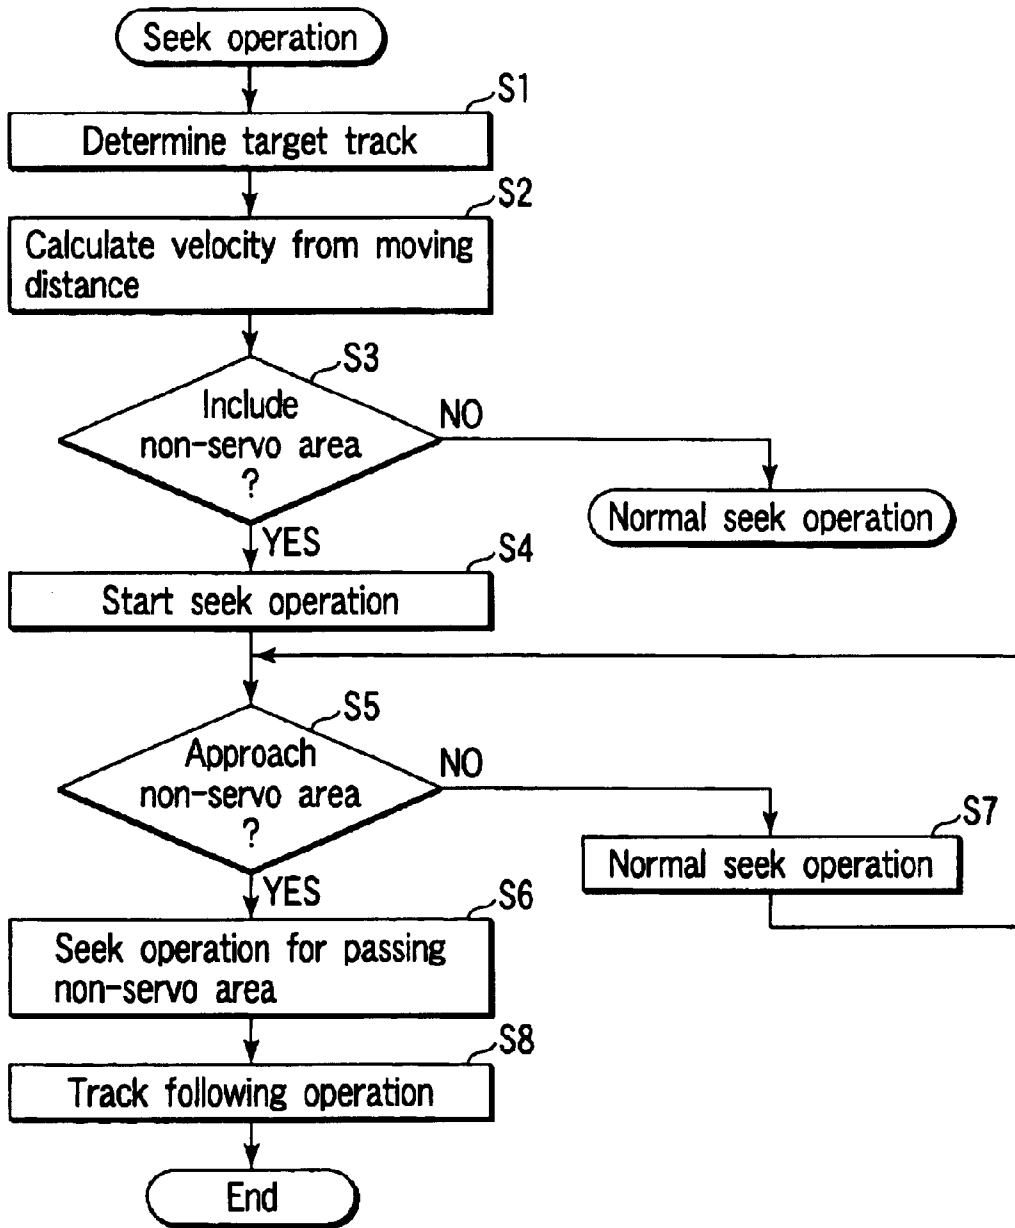 Seek operation
S1
Determine target track
S2
Calculate velocity from moving
distance
S3
Include
non-servo area
?
NO
Normal seek operation
YES
S4
Start seek operation
S5
Approach
non-servo area
?
NO
S7
Normal seek operation
YES
S6
Seek operation for passing
non-servo area
S8
Track following operation
End